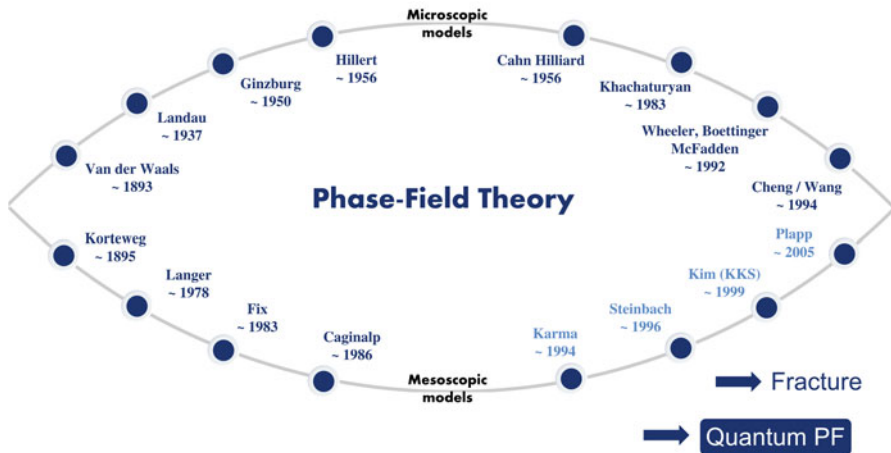 Microscopic
models
Hillert
~ 1956
Cahn Hilliard
~ 1956
Ginzburg
~ 1950
Khachaturyan
~ 1983
Landau
~ 1937
Wheeler, Boettinger
McFadden
~ 1992
Van der Waals
~ 1893
Cheng / Wang
~ 1994
Phase-Field Theory
Korteweg
~ 1895
Plapp
~ 2005
Langer
~ 1978
Kim (KKS)
~ 1999
Fix
~ 1983
Steinbach
~ 1996
Caginalp
~ 1986
Karma
~ 1994
Mesoscopic
models
Fracture
Quantum PF